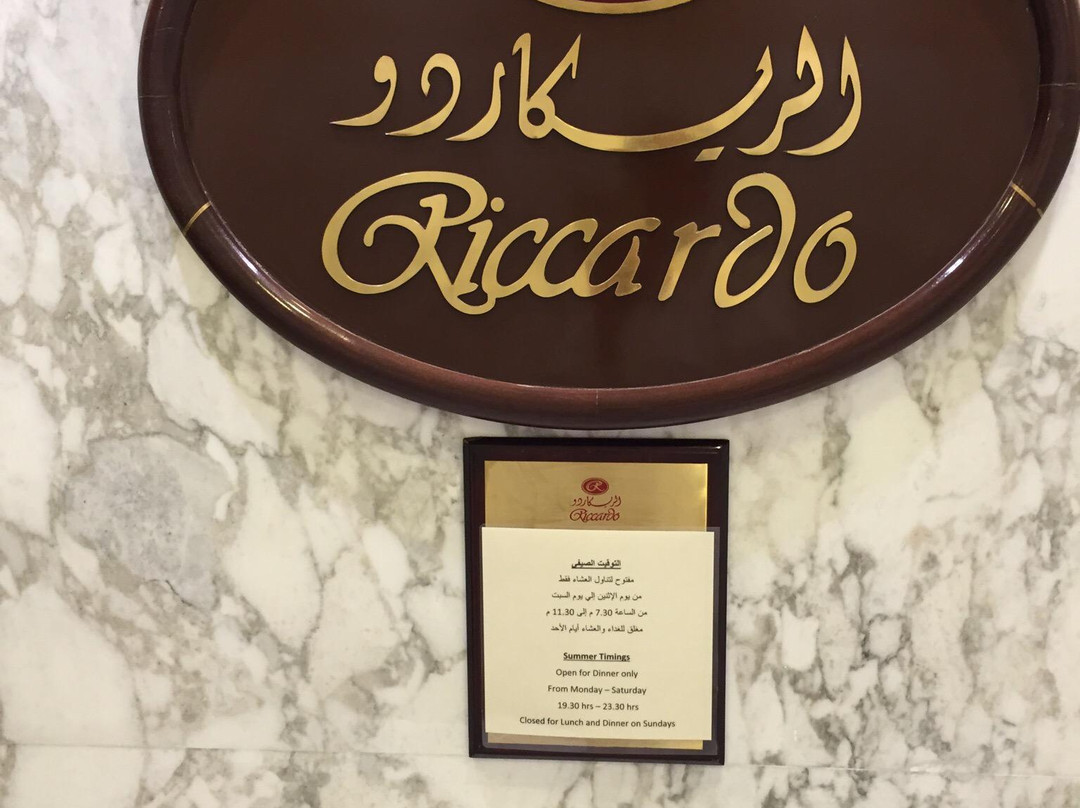 الريكاردو
Riccardo
R
الريكاردو
Riccardo
التوقيت الصيفي
مفتوح لتناول العشاء فقط
من يوم الإثنين إلي يوم السبت
من الساعة 7.30 م إلى 11.30 م
مغلق للغداء والعشاء أيام الأحد
Summer Timings
Open for Dinner only
From Monday – Saturday
19.30 hrs – 23.30 hrs
Closed for Lunch and Dinner on Sundays